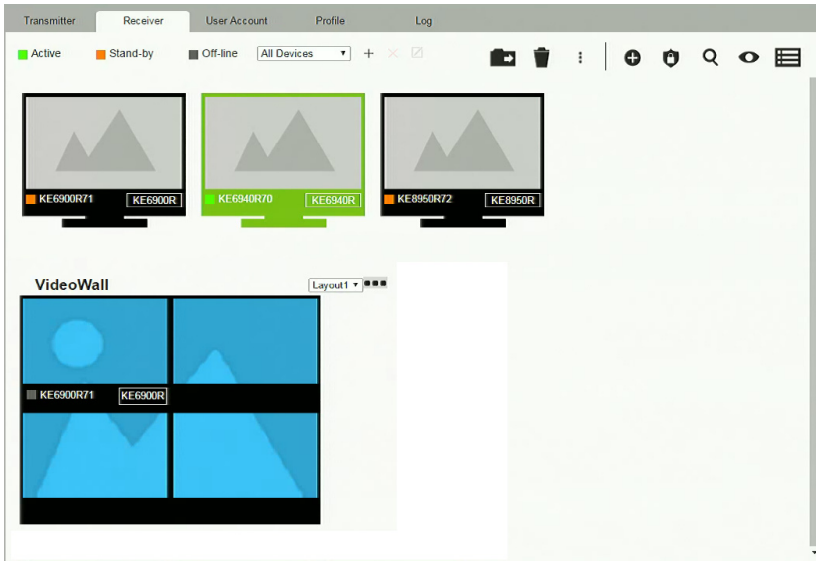 Transmitter Receiver User Account Profile Log
Active Stand-by Off-line All Devices
KE6900R71 KE6900R KE6940R70 KE6940R KE8950R72 KE8950R
VideoWall Layout1
KE6900R71 KE6900R